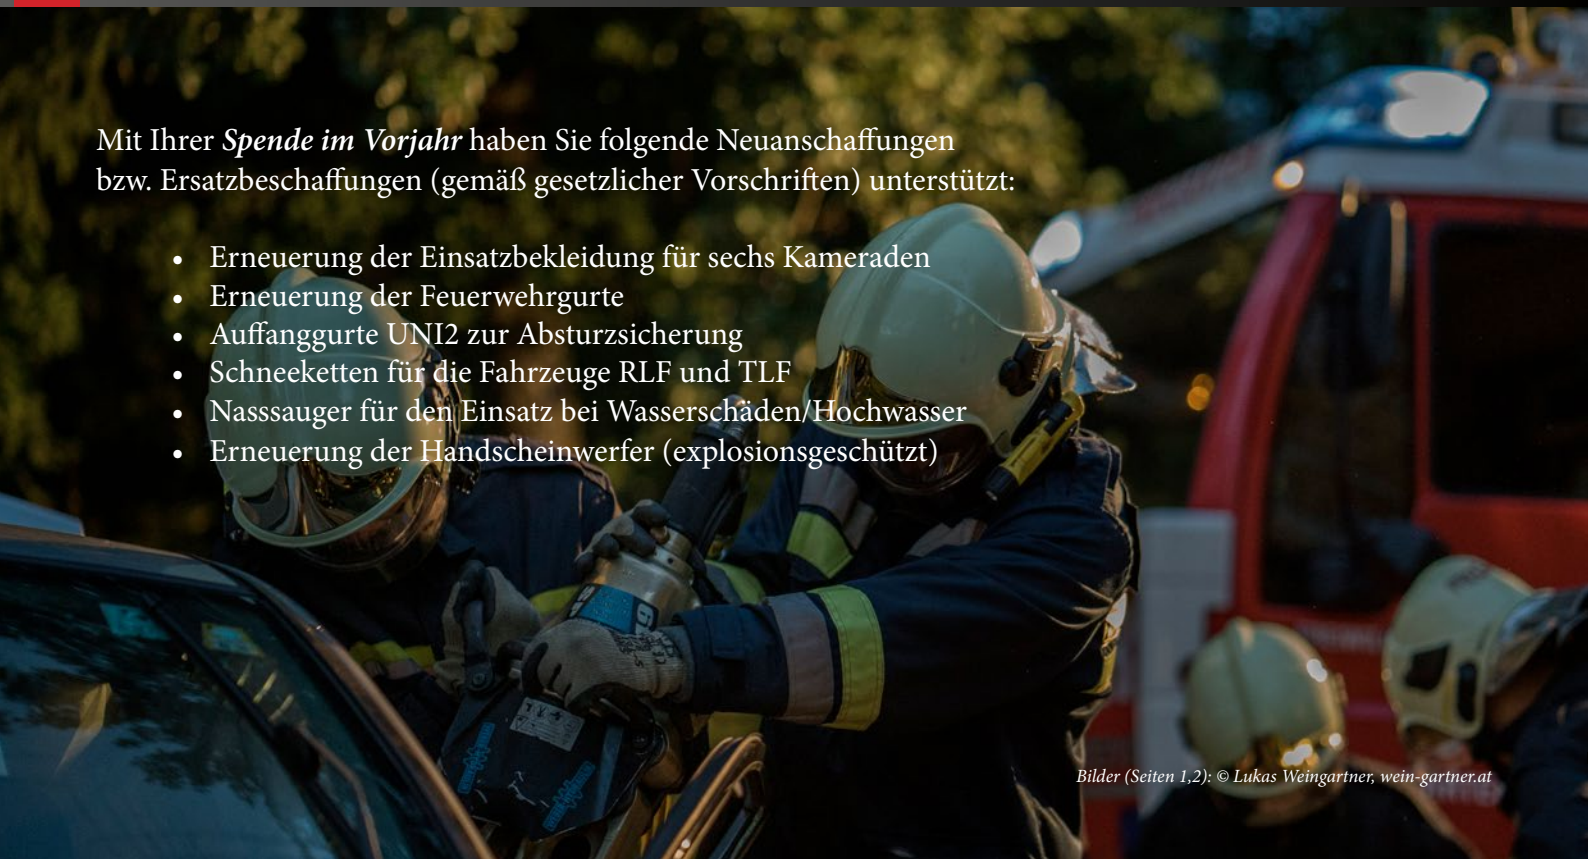 Mit Ihrer Spende im Vorjahr haben Sie folgende Neuanschaffungen
bzw. Ersatzbeschaffungen (gemäß gesetzlicher Vorschriften) unterstützt:
• Erneuerung der Einsatzbekleidung für sechs Kameraden
• Erneuerung der Feuerwehrgurte
• Auffanggurte UNI2 zur Absturzsicherung
• Schneeketten für die Fahrzeuge RLF und TLF
• Nasssauger für den Einsatz bei Wasserschäden/Hochwasser
• Erneuerung der Handscheinwerfer (explosionsgeschützt)
Bilder (Seiten 1,2): © Lukas Weingartner, wein-gartner.at